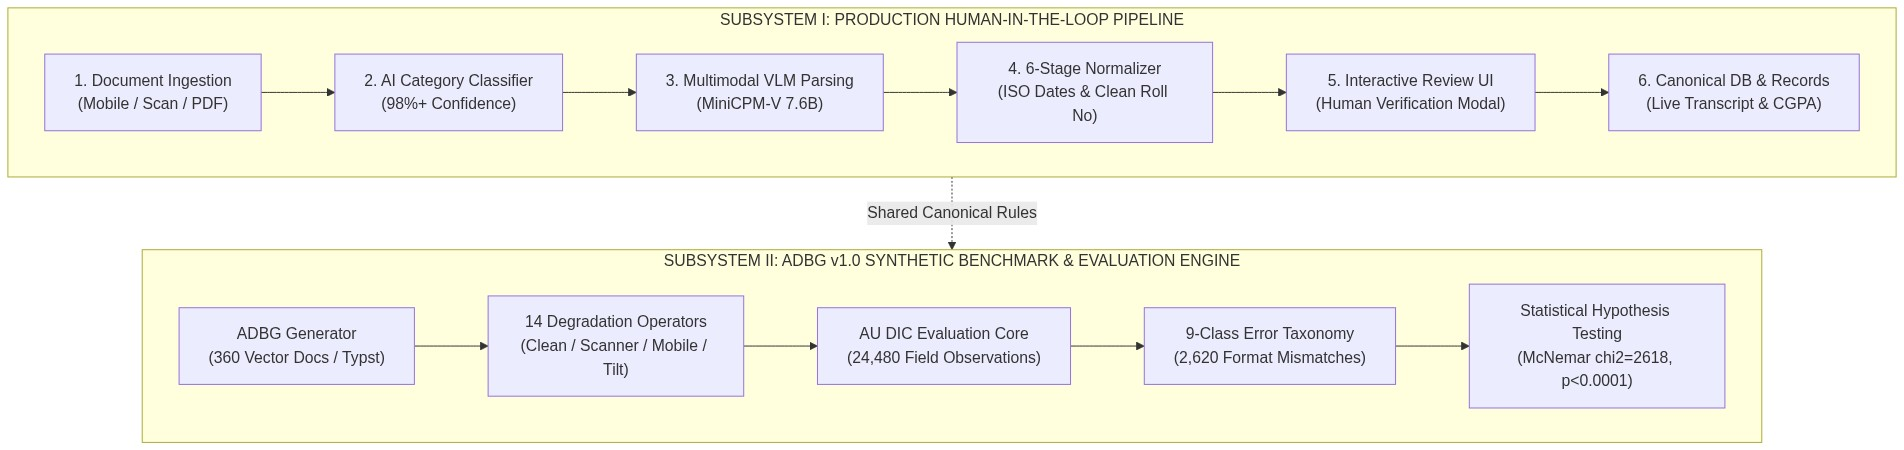 SUBSYSTEM I: PRODUCTION HUMAN-IN-THE-LOOP PIPELINE
1. Document Ingestion
(Mobile / Scan / PDF)
2. AI Category Classifier
(98%+ Confidence)
3. Multimodal VLM Parsing
(MiniCPM-V 7.6B)
4. 6-Stage Normalizer
(ISO Dates & Clean Roll
No)
5. Interactive Review UI
(Human Verification Modal)
6. Canonical DB & Records
(Live Transcript & CGPA)
Shared Canonical Rules
SUBSYSTEM II: ADBG v1.0 SYNTHETIC BENCHMARK & EVALUATION ENGINE
ADBG Generator
(360 Vector Docs / Typst)
14 Degradation Operators
(Clean / Scanner / Mobile /
Tilt)
AU DIC Evaluation Core
(24,480 Field Observations)
9-Class Error Taxonomy
(2,620 Format Mismatches)
Statistical Hypothesis
Testing
(McNemar chi2=2618,
p<0.0001)